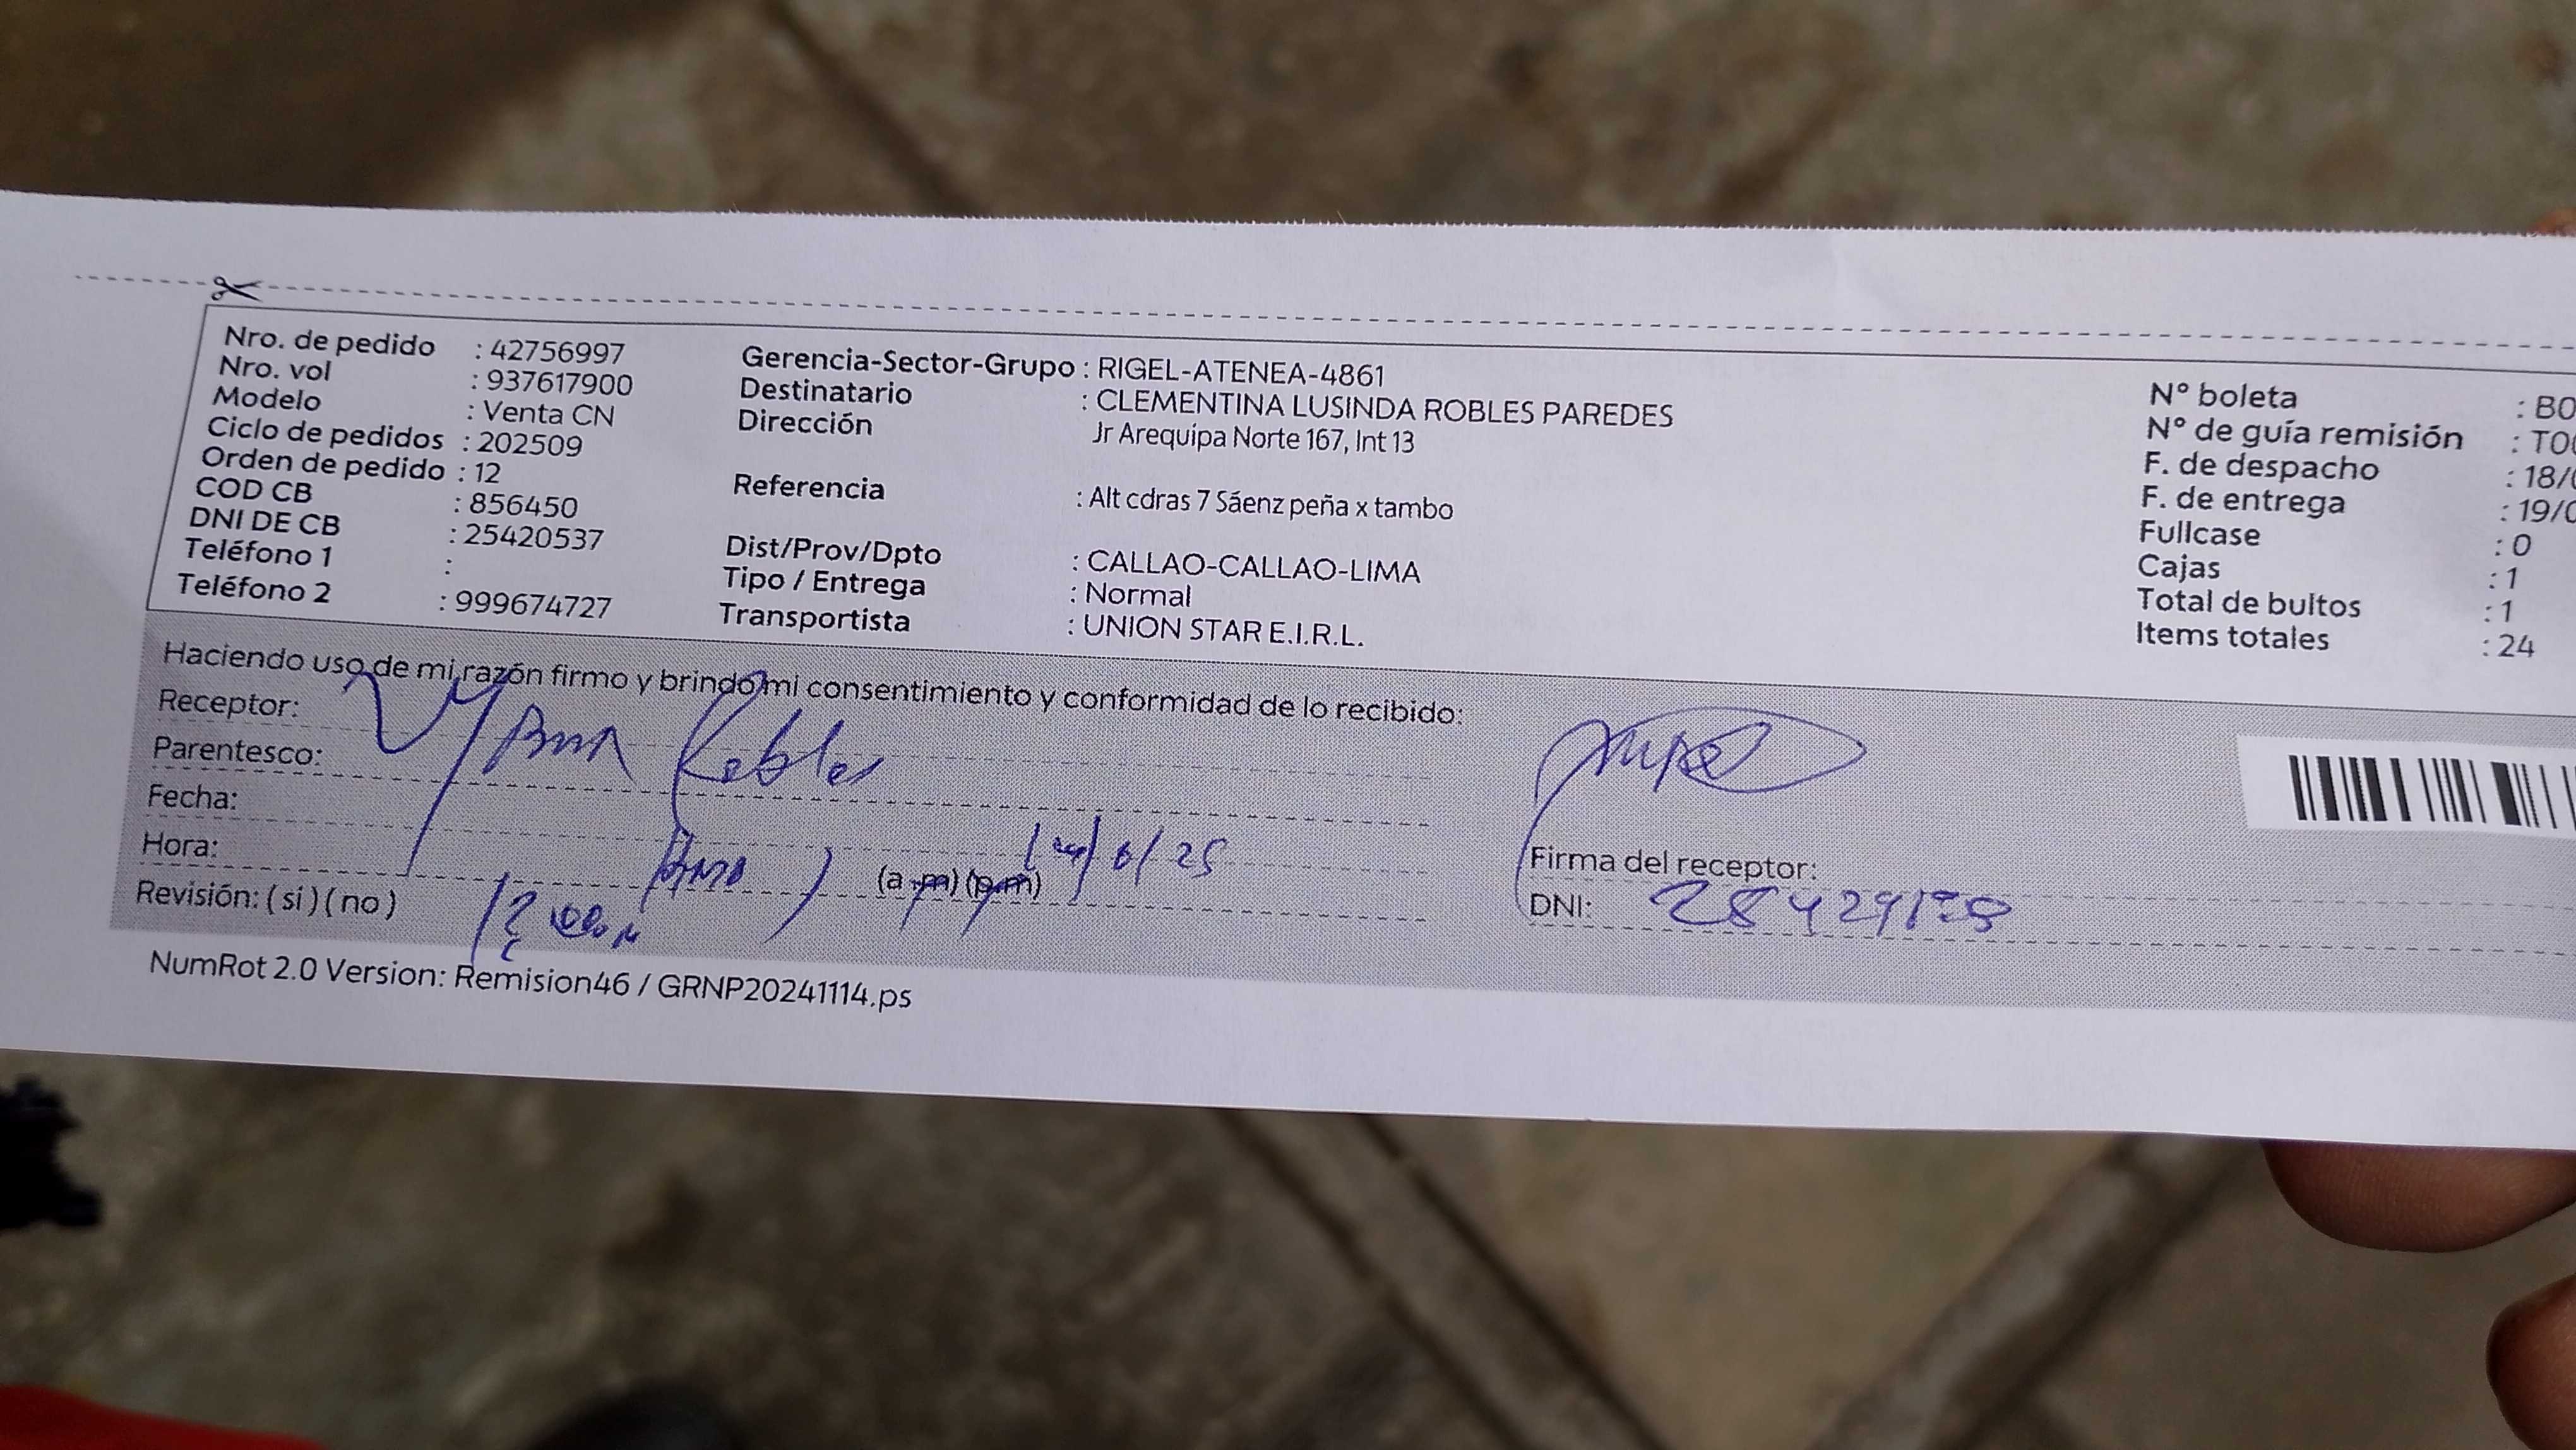 Nro. de pedido : 42756997
Nro. vol : 937617900
Modelo : Venta CN
Ciclo de pedidos : 202509
Orden de pedido : 12
COD CB : 856450
DNI DE CB : 25420537
Teléfono 1 :
Teléfono 2 : 999674727
Gerencia-Sector-Grupo : RIGEL-ATENEA-4861
Destinatario : CLEMENTINA LUSINDA ROBLES PAREDES
Dirección Jr Arequipa Norte 167, Int 13
Referencia : Alt cdras 7 Sáenz peña x tambo
Dist/Prov/Dpto : CALLAO-CALLAO-LIMA
Tipo / Entrega : Normal
Transportista : UNION STAR E.I.R.L.
N° boleta : B0
N° de guía remisión : T00
F. de despacho : 18/0
F. de entrega : 19/0
Fullcase : 0
Cajas : 1
Total de bultos : 1
Items totales : 24
Haciendo uso de mi razón firmo y brindo mi consentimiento y conformidad de lo recibido:
Receptor: Robles
Parentesco:
Fecha:
Hora: (a.m) (p.m)
Revisión: ( si ) ( no )
Firma del receptor:
DNI:
NumRot 2.0 Version: Remision46 / GRNP20241114.ps